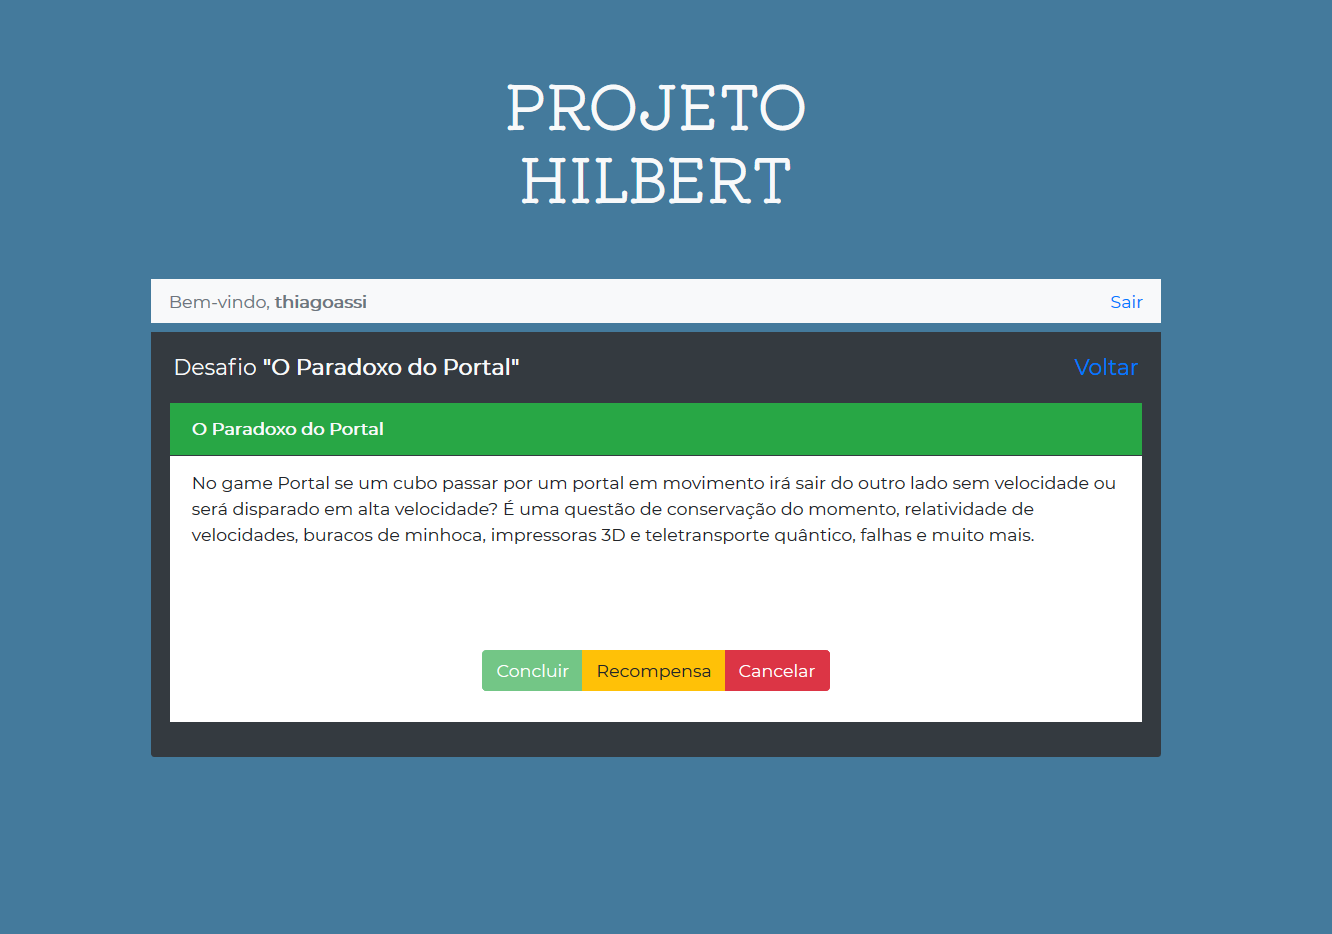 PROJETO
HILBERT
Bem-vindo, thiagoassi
Sair
Desafio "O Paradoxo do Portal"
Voltar
O Paradoxo do Portal
No game Portal se um cubo passar por um portal em movimento irá sair do outro lado sem velocidade ou
será disparado em alta velocidade? É uma questão de conservação do momento, relatividade de
velocidades, buracos de minhoca, impressoras 3D e teletransporte quântico, falhas e muito mais.
Concluir
Recompensa
Cancelar